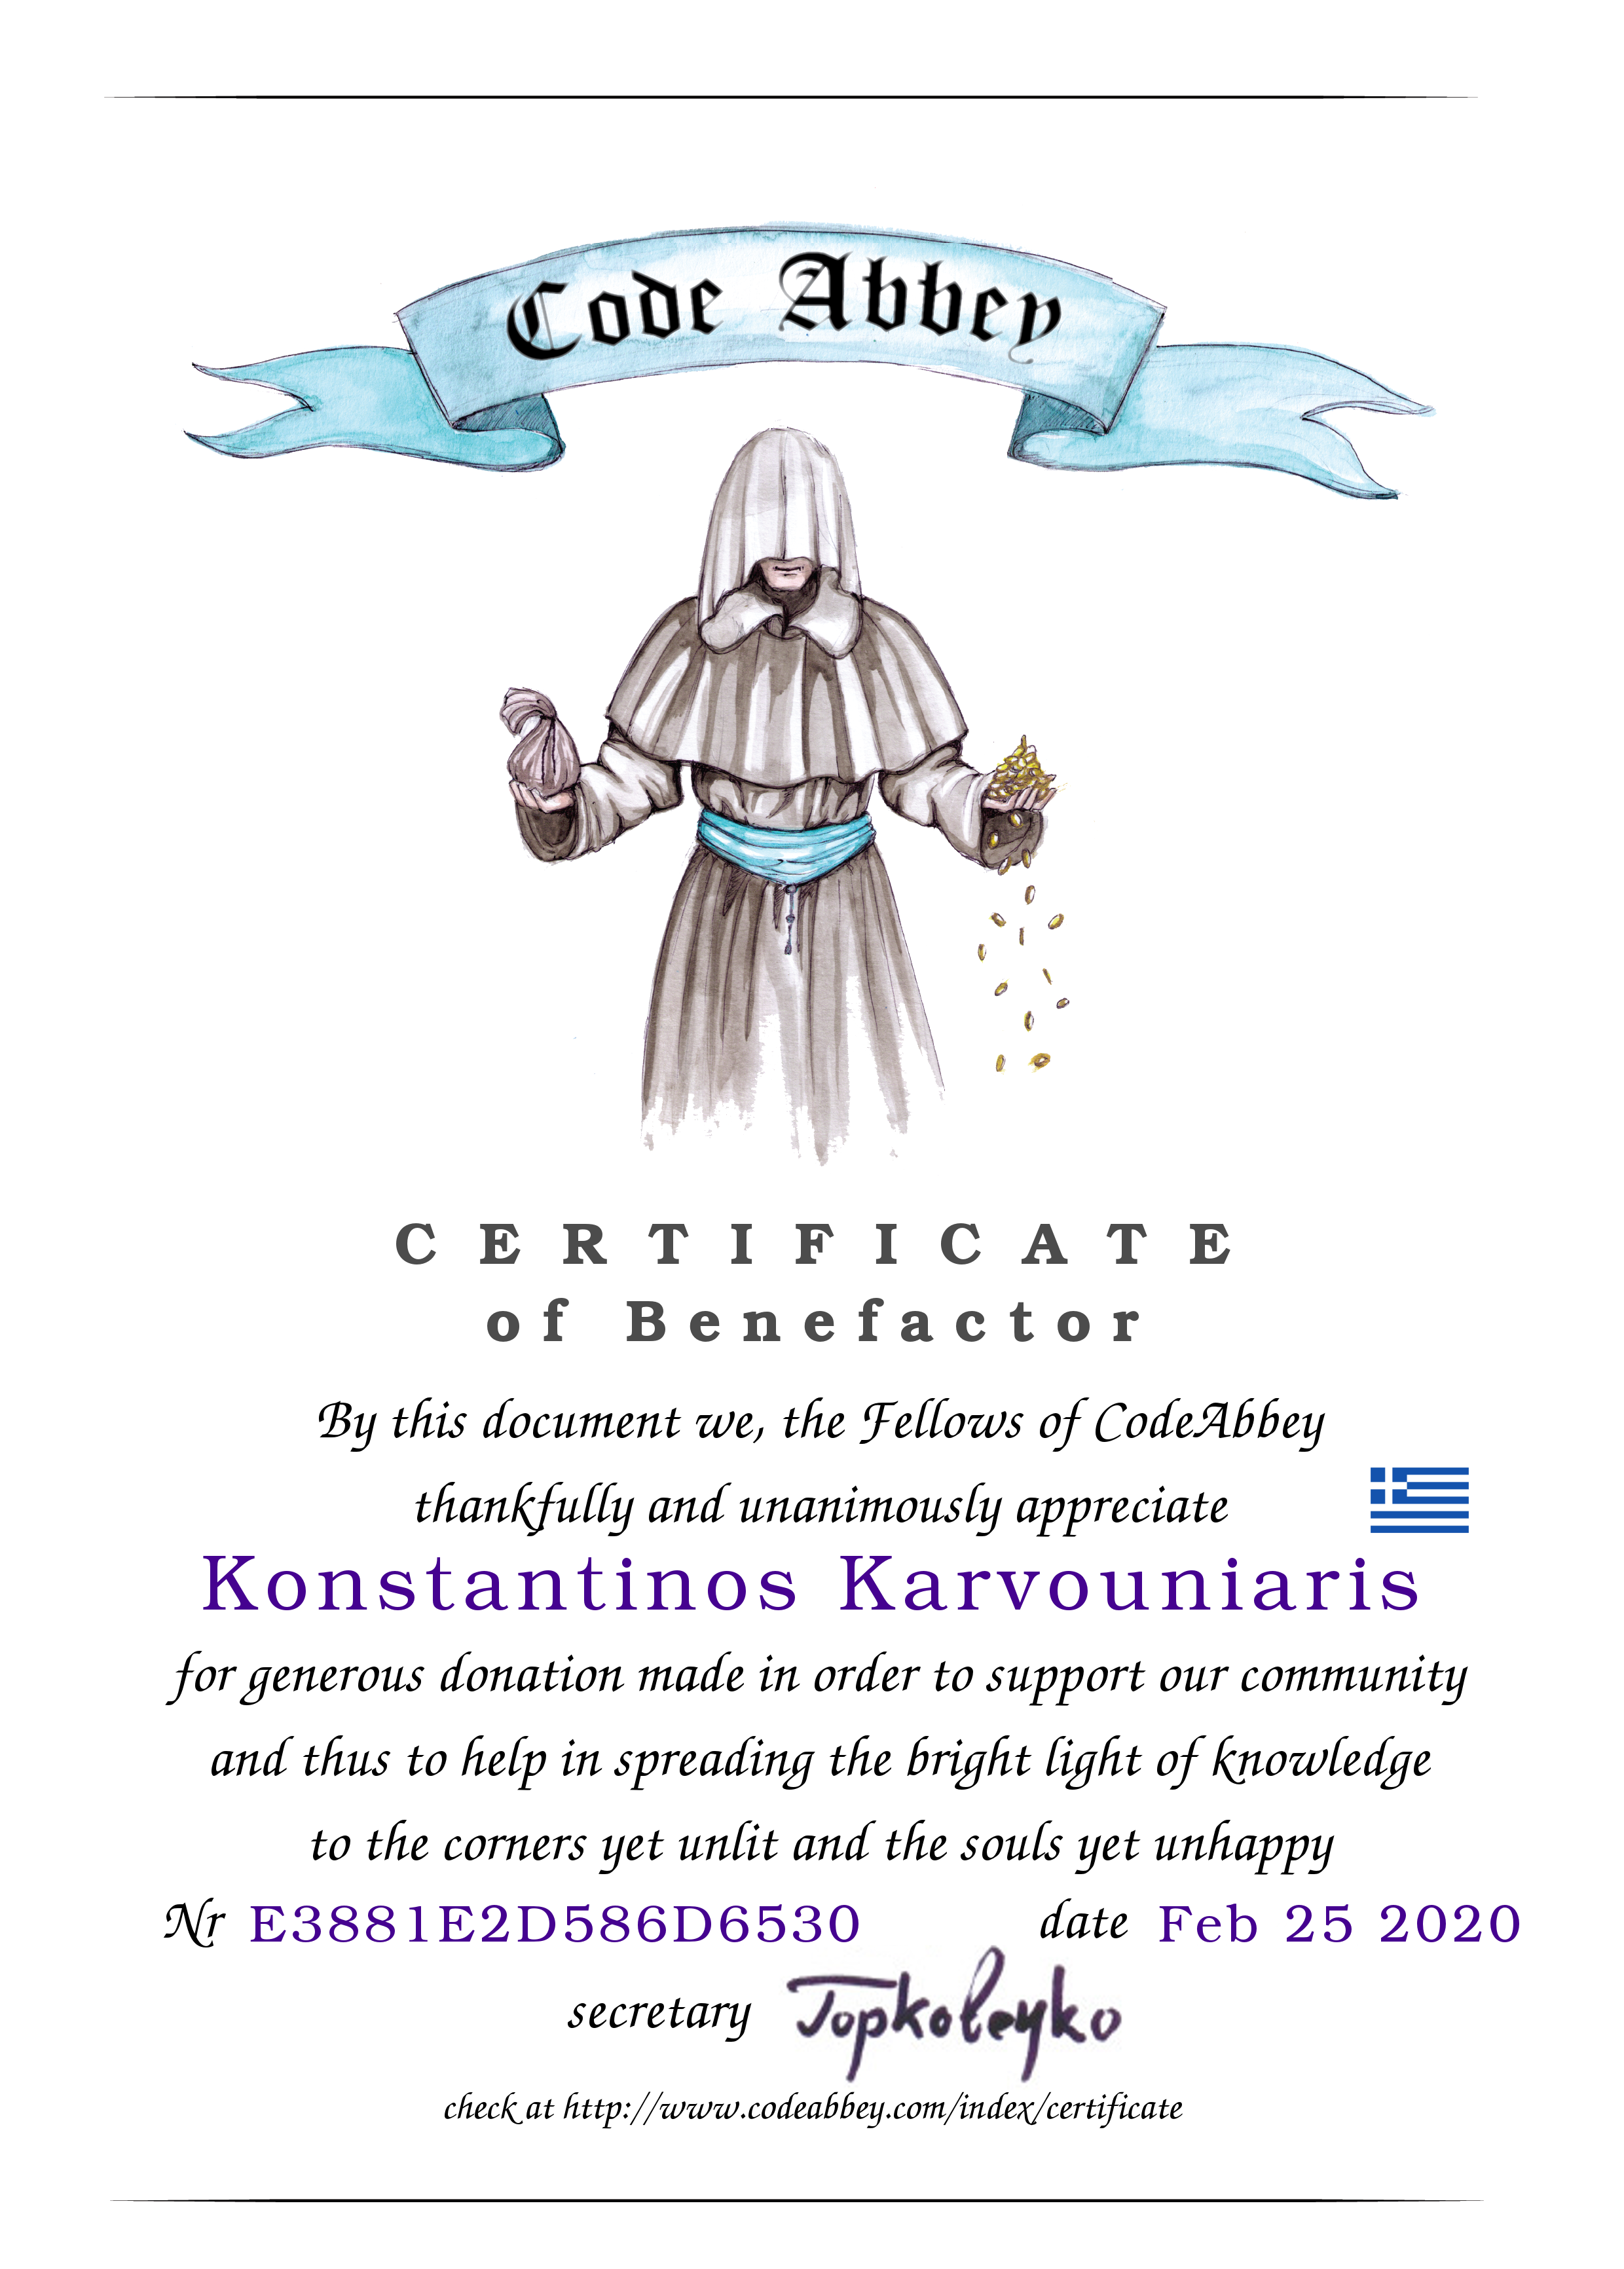 Code Abbey
CERTIFICATE
of Benefactor
By this document we, the Fellows of CodeAbbey
thankfully and unanimously appreciate
Konstantinos Karvouniaris
for generous donation made in order to support our community
and thus to help in spreading the bright light of knowledge
to the corners yet unlit and the souls yet unhappy
Nr E3881E2D586D6530 date Feb 25 2020
secretary
check at http://www.codeabbey.com/index/certificate